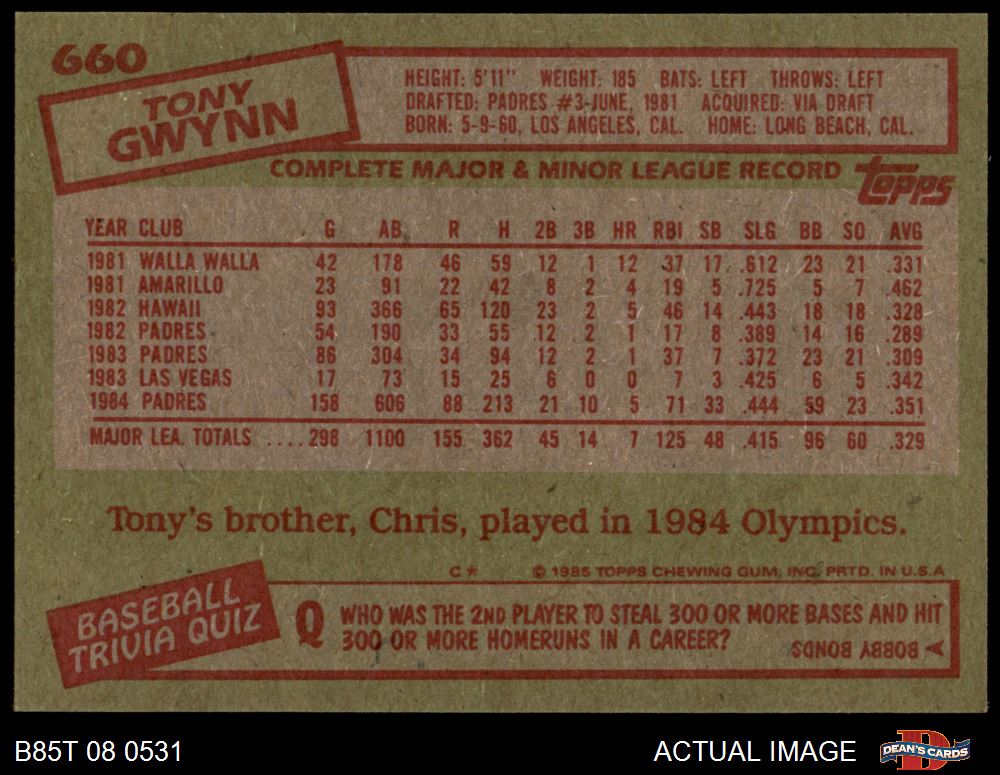 660
TONY
GWYNN
HEIGHT: 5'11" WEIGHT: 185 BATS: LEFT THROWS: LEFT
DRAFTED: PADRES #3-JUNE, 1981 ACQUIRED: VIA DRAFT
BORN: 5-9-60, LOS ANGELES, CAL. HOME: LONG BEACH, CAL.
COMPLETE MAJOR & MINOR LEAGUE RECORD topps
YEAR CLUB G AB R H 2B 3B HR RBI SB SLG BB SO AVG
1981 WALLA WALLA 42 178 46 59 12 1 12 37 17 .612 23 21 .331
1981 AMARILLO 23 91 22 42 8 2 4 19 5 .725 5 7 .462
1982 HAWAII 93 366 65 120 23 2 5 46 14 .443 18 18 .328
1982 PADRES 54 190 33 55 12 2 1 17 8 .389 14 16 .289
1983 PADRES 86 304 34 94 12 2 1 37 7 .372 23 21 .309
1983 LAS VEGAS 17 73 15 25 6 0 0 7 3 .425 6 5 .342
1984 PADRES 158 606 88 213 21 10 5 71 33 .444 59 23 .351
MAJOR LEA. TOTALS ....298 1100 155 362 45 14 7 125 48 .415 96 60 .329
Tony's brother, Chris, played in 1984 Olympics.
C* © 1985 TOPPS CHEWING GUM, INC. PRTD. IN U.S.A
BASEBALL
TRIVIA QUIZ
Q WHO WAS THE 2ND PLAYER TO STEAL 300 OR MORE BASES AND HIT
300 OR MORE HOMERUNS IN A CAREER?
A BOBBY BONDS
B85T 08 0531
ACTUAL IMAGE
D
DEAN'S CARDS